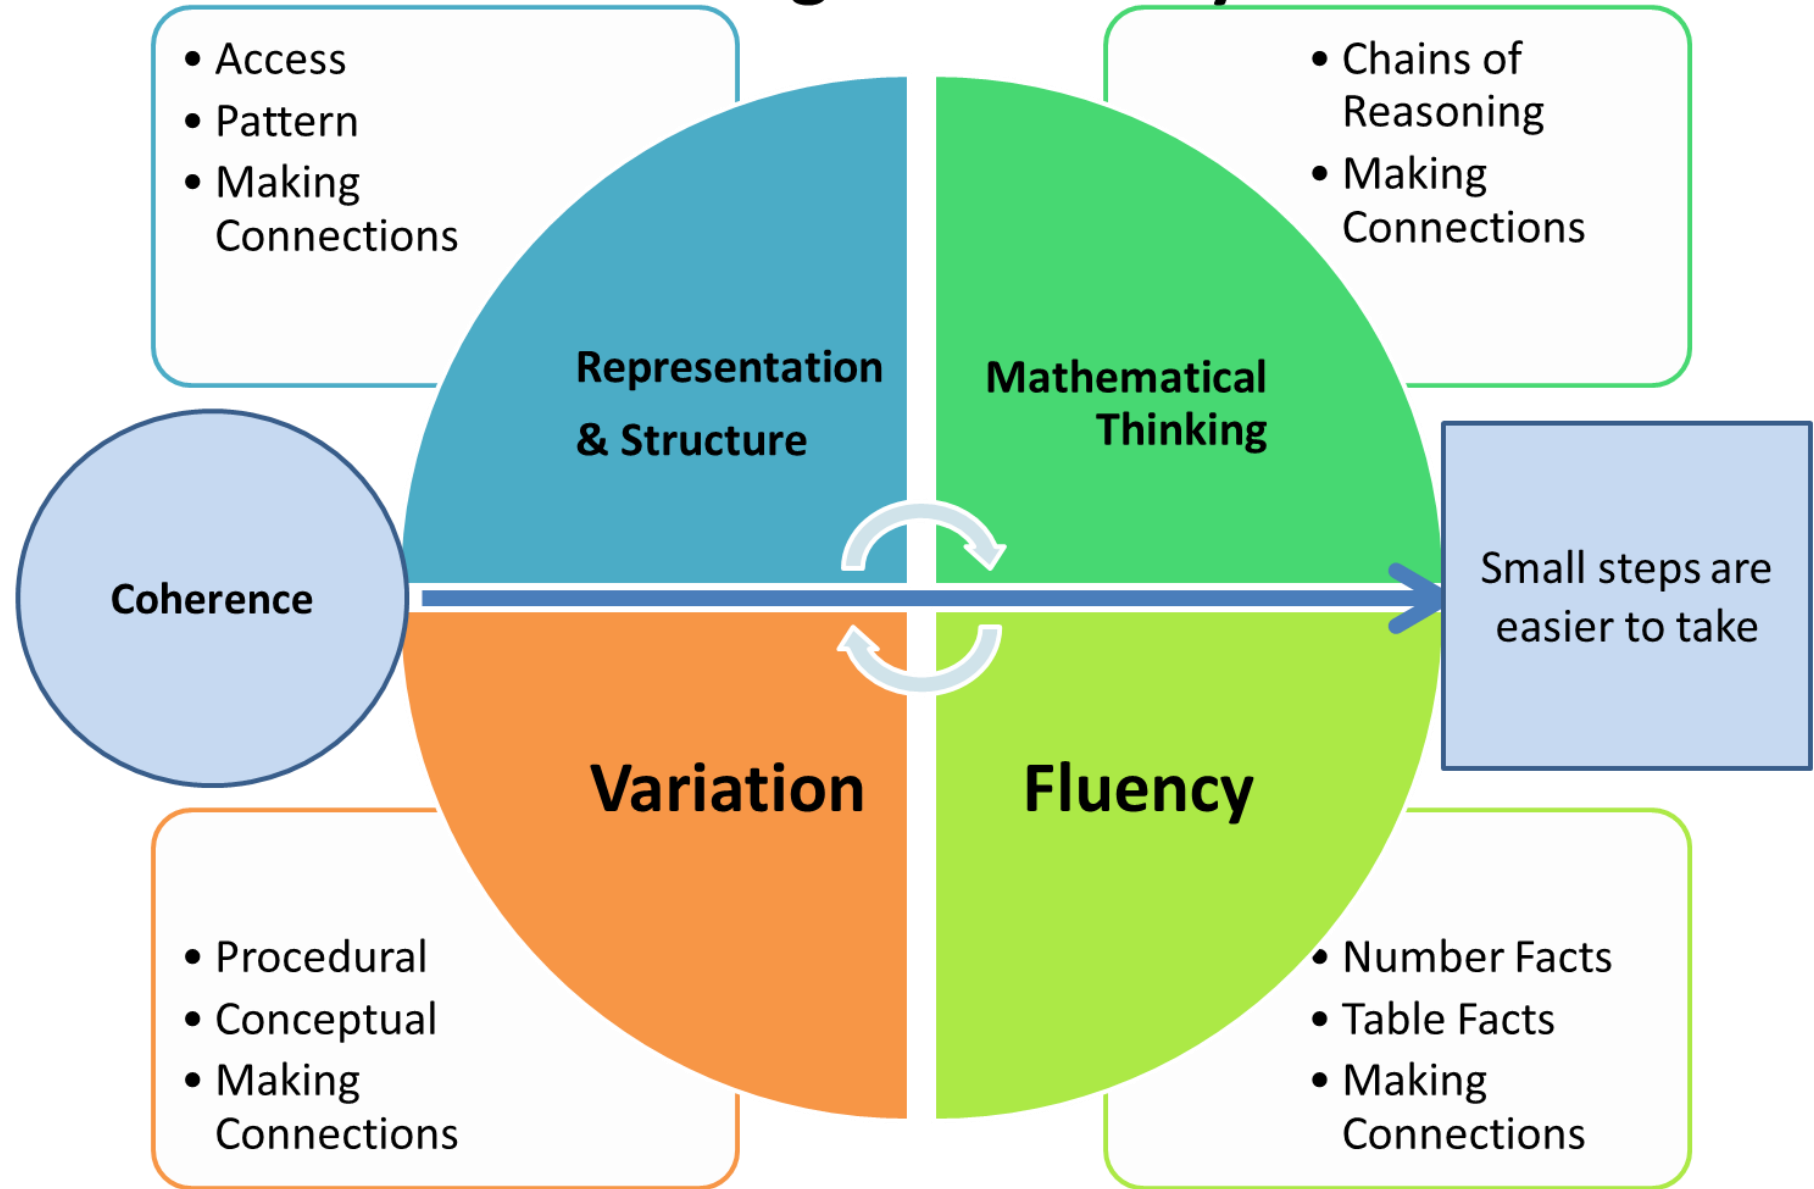 • Access
• Pattern
• Making
Connections
• Chains of
Reasoning
• Making
Connections
Representation
& Structure
Mathematical
Thinking
Coherence
Small steps are
easier to take
Variation
Fluency
• Procedural
• Conceptual
• Making
Connections
• Number Facts
• Table Facts
• Making
Connections